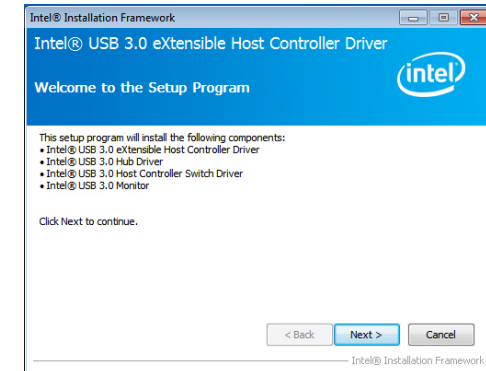 Intel® Installation Framework
Intel® USB 3.0 eXtensible Host Controller Driver
Welcome to the Setup Program
intel
This setup program will install the following components:
• Intel® USB 3.0 eXtensible Host Controller Driver
• Intel® USB 3.0 Hub Driver
• Intel® USB 3.0 Host Controller Switch Driver
• Intel® USB 3.0 Monitor
Click Next to continue.
< Back Next > Cancel
Intel® Installation Framework